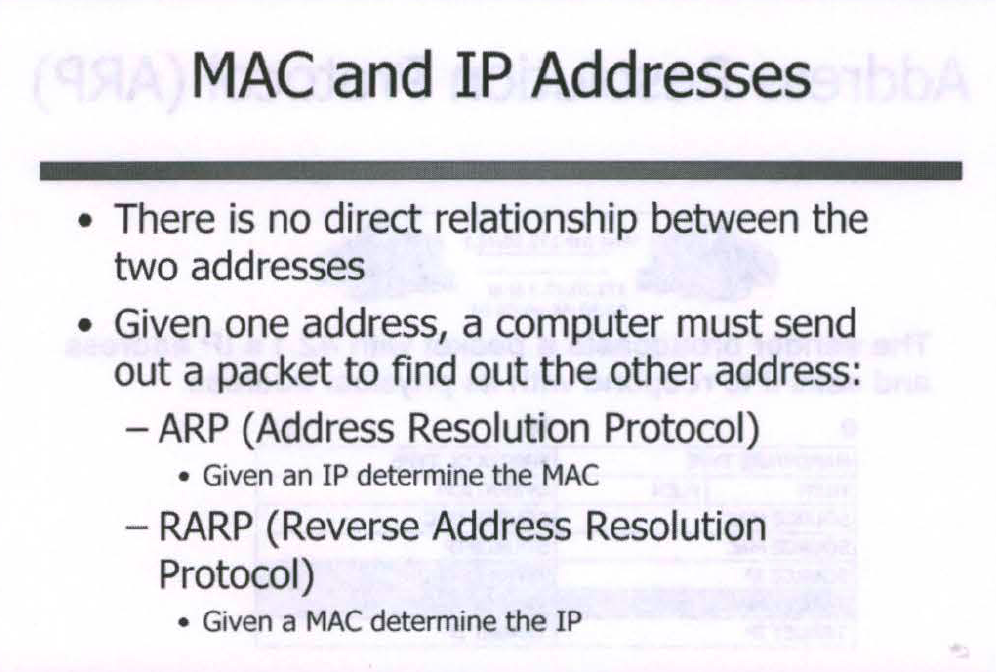 MAC and IP Addresses
• There is no direct relationship between the
two addresses
• Given one address, a computer must send
out a packet to find out the other address:
– ARP (Address Resolution Protocol)
• Given an IP determine the MAC
– RARP (Reverse Address Resolution
Protocol)
• Given a MAC determine the IP